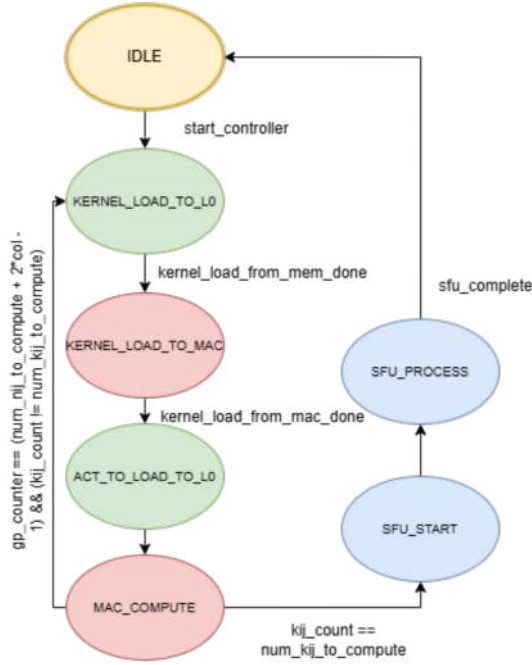 IDLE
start_controller
KERNEL_LOAD_TO_L0
kernel_load_from_mem_done
sfu_complete
KERNEL_LOAD_TO_MAC
SFU_PROCESS
kernel_load_from_mac_done
gp_counter == (num_nij_to_compute + 2*col -
1) && (kij_count != num_kij_to_compute)
ACT_TO_LOAD_TO_L0
SFU_START
MAC_COMPUTE
kij_count ==
num_kij_to_compute